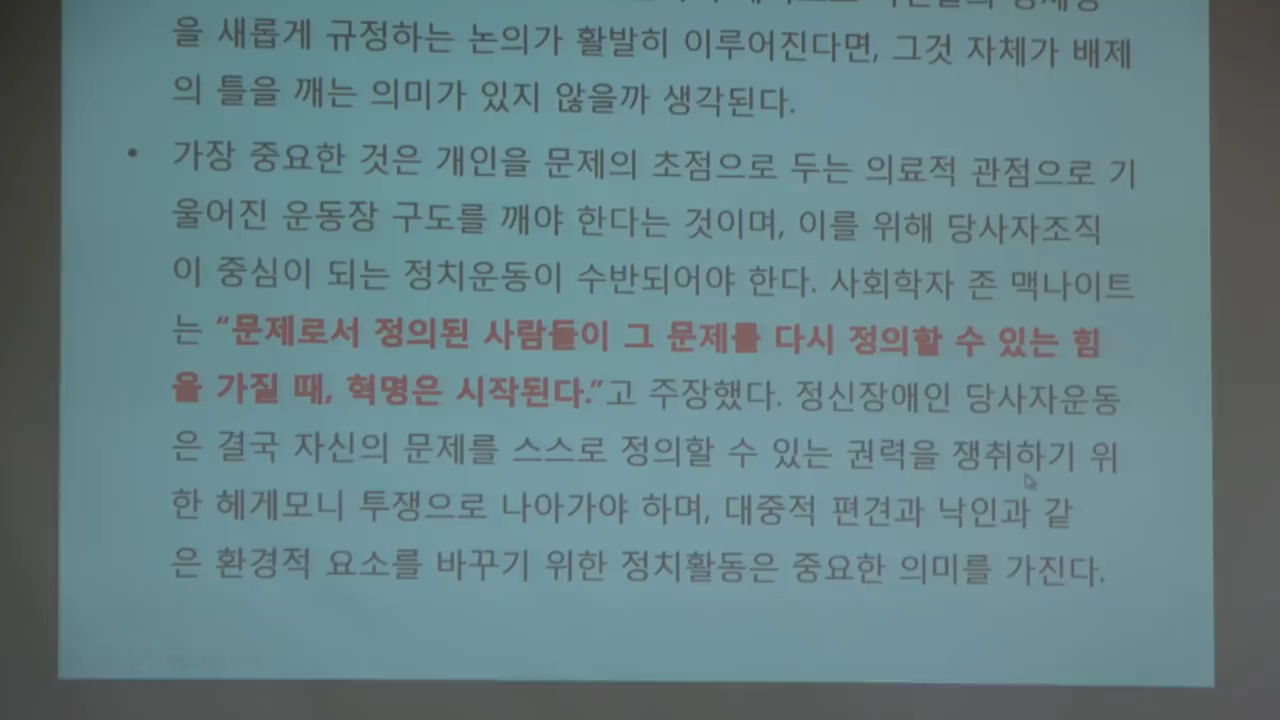 을 새롭게 규정하는 논의가 활발히 이루어진다면, 그것 자체가 배제
의 틀을 깨는 의미가 있지 않을까 생각된다.
• 가장 중요한 것은 개인을 문제의 초점으로 두는 의료적 관점으로 기
울어진 운동장 구도를 깨야 한다는 것이며, 이를 위해 당사자조직
이 중심이 되는 정치운동이 수반되어야 한다. 사회학자 존 맥나이트
는 “문제로서 정의된 사람들이 그 문제를 다시 정의할 수 있는 힘
을 가질 때, 혁명은 시작된다.”고 주장했다. 정신장애인 당사자운동
은 결국 자신의 문제를 스스로 정의할 수 있는 권력을 쟁취하기 위
한 헤게모니 투쟁으로 나아가야 하며, 대중적 편견과 낙인과 같
은 환경적 요소를 바꾸기 위한 정치활동은 중요한 의미를 가진다.